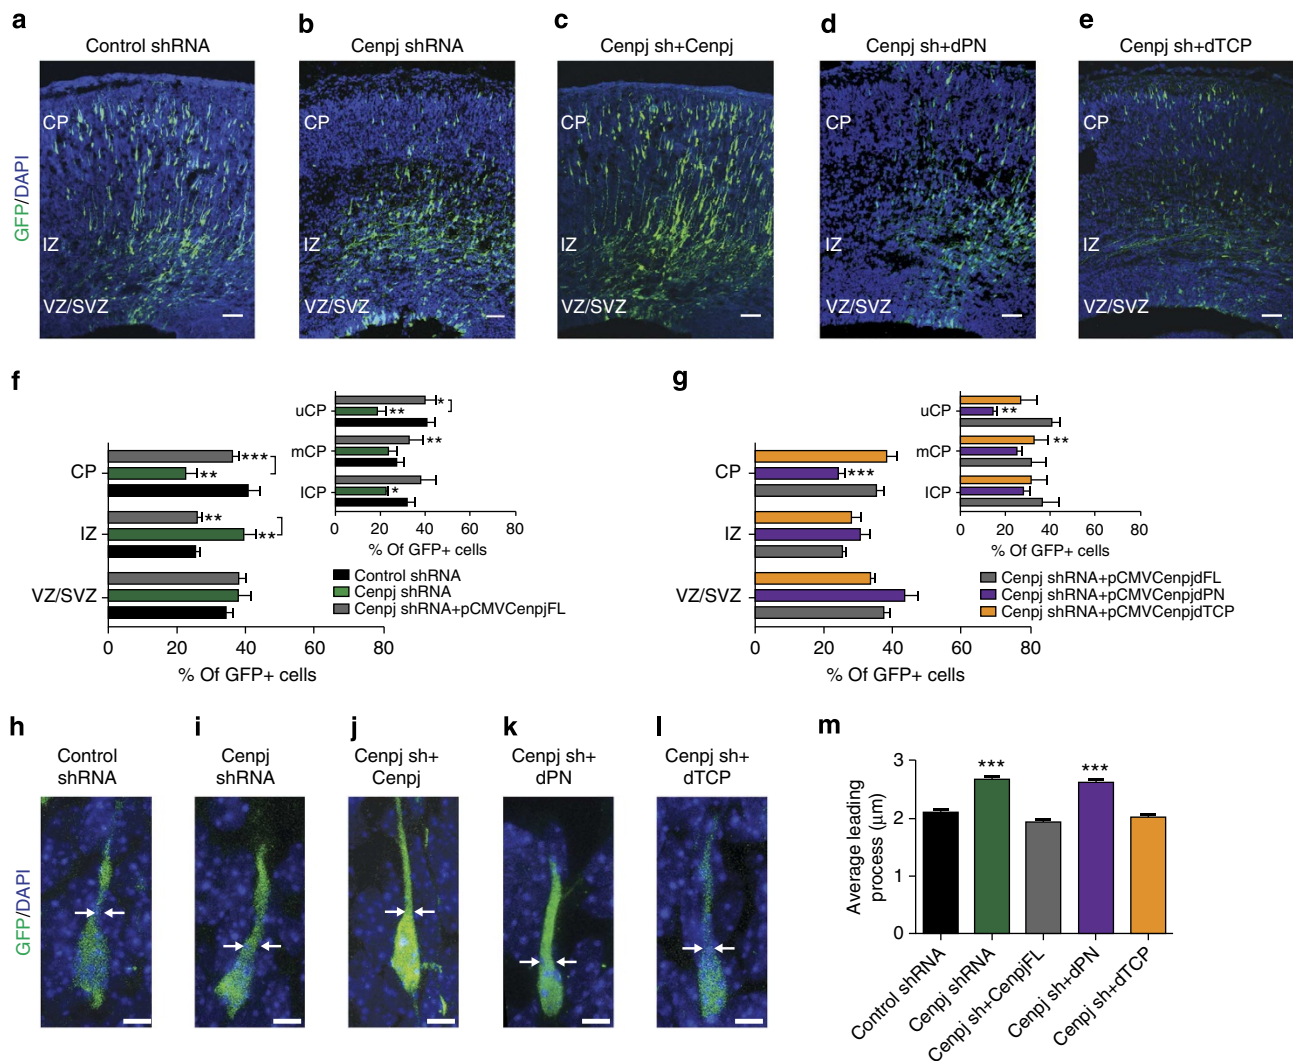 a
Control shRNA
b
Cenpj shRNA
c
Cenpj sh+Cenpj
d
Cenpj sh+dPN
e
Cenpj sh+dTCP
GFP/DAPI
CP
IZ
VZ/SVZ
CP
IZ
VZ/SVZ
CP
IZ
VZ/SVZ
CP
IZ
VZ/SVZ
CP
IZ
VZ/SVZ
f
CP
***
**
IZ
**
**
VZ/SVZ
0 20 40 60 80
% Of GFP+ cells
uCP
*
**
mCP
**
lCP
*
0 20 40 60 80
% Of GFP+ cells
Control shRNA
Cenpj shRNA
Cenpj shRNA+pCMVCenpjFL
g
CP
***
IZ
VZ/SVZ
0 20 40 60 80
% Of GFP+ cells
uCP
**
mCP
**
lCP
0 20 40 60 80
% Of GFP+ cells
Cenpj shRNA+pCMVCenpjdFL
Cenpj shRNA+pCMVCenpjdPN
Cenpj shRNA+pCMVCenpjdTCP
h
Control
shRNA
i
Cenpj
shRNA
j
Cenpj sh+
Cenpj
k
Cenpj sh+
dPN
l
Cenpj sh+
dTCP
GFP/DAPI
m
Average leading
process (μm)
3
2
1
0
***
***
Control shRNA
Cenpj shRNA
Cenpj sh+CenpjFL
Cenpj sh+dPN
Cenpj sh+dTCP